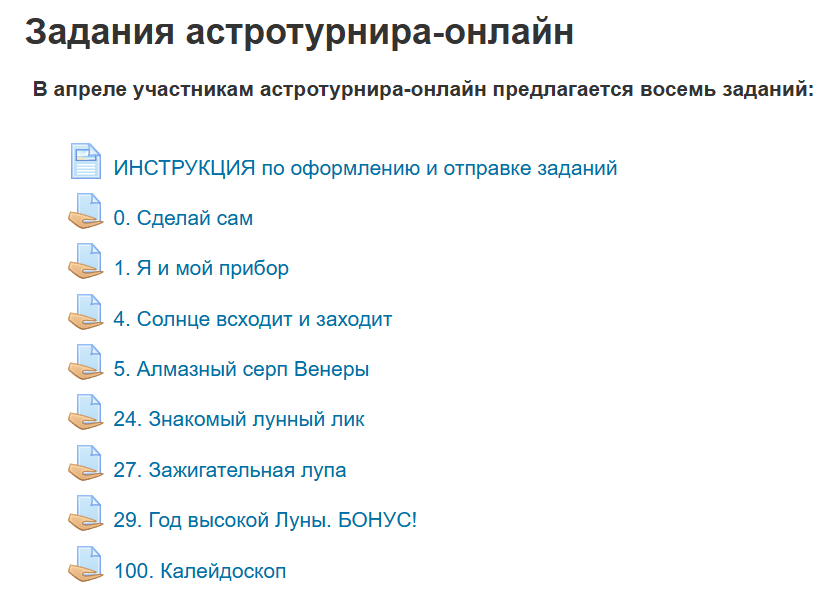 Задания астротурнира-онлайн
В апреле участникам астротурнира-онлайн предлагается восемь заданий:
ИНСТРУКЦИЯ по оформлению и отправке заданий
0. Сделай сам
1. Я и мой прибор
4. Солнце всходит и заходит
5. Алмазный серп Венеры
24. Знакомый лунный лик
27. Зажигательная лупа
29. Год высокой Луны. БОНУС!
100. Калейдоскоп